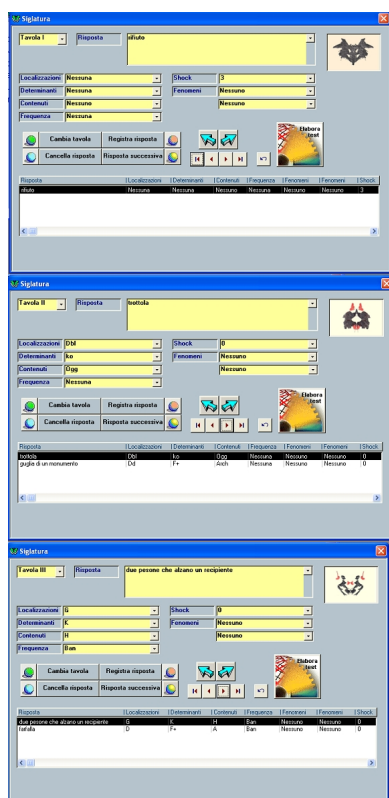 Siglatura
Tavola I Risposta rifiuto
Localizzazioni Nessuna Shock 3
Determinanti Nessuna Fenomeni Nessuno
Contenuti Nessuno Nessuno
Frequenza Nessuna
Elabora test
Cambia tavola Registra risposta
Cancella risposta Risposta successiva
Risposte Localizzazioni Determinanti Contenuti Frequenza Fenomeni Fenomeni Shock
rifiuto Nessuna Nessuna Nessuno Nessuna Nessuno Nessuno 3
Siglatura
Tavola II Risposta trottola
Localizzazioni Dbl Shock 0
Determinanti ko Fenomeni Nessuno
Contenuti Ogg Nessuno
Frequenza Nessuna
Elabora test
Cambia tavola Registra risposta
Cancella risposta Risposta successiva
Risposta Localizzazioni Determinanti Contenuti Frequenza Fenomeni Fenomeni Shock
trottola Dbl ko Ogg Nessuna Nessuno Nessuno 0
guglia di un monumento Dd F+ Arch Nessuna Nessuno Nessuno 0
Siglatura
Tavola III Risposta due pesone che alzano un recipiente
Localizzazioni G Shock 0
Determinanti K Fenomeni Nessuno
Contenuti H Nessuno
Frequenza Ban
Elabora test
Cambia tavola Registra risposta
Cancella risposta Risposta successiva
Risposta Localizzazioni Determinanti Contenuti Frequenza Fenomeni Fenomeni Shock
due pesone che alzano un recipiente G K H Ban Nessuno Nessuno 0
farfalla D F+ A Ban Nessuno Nessuno 0